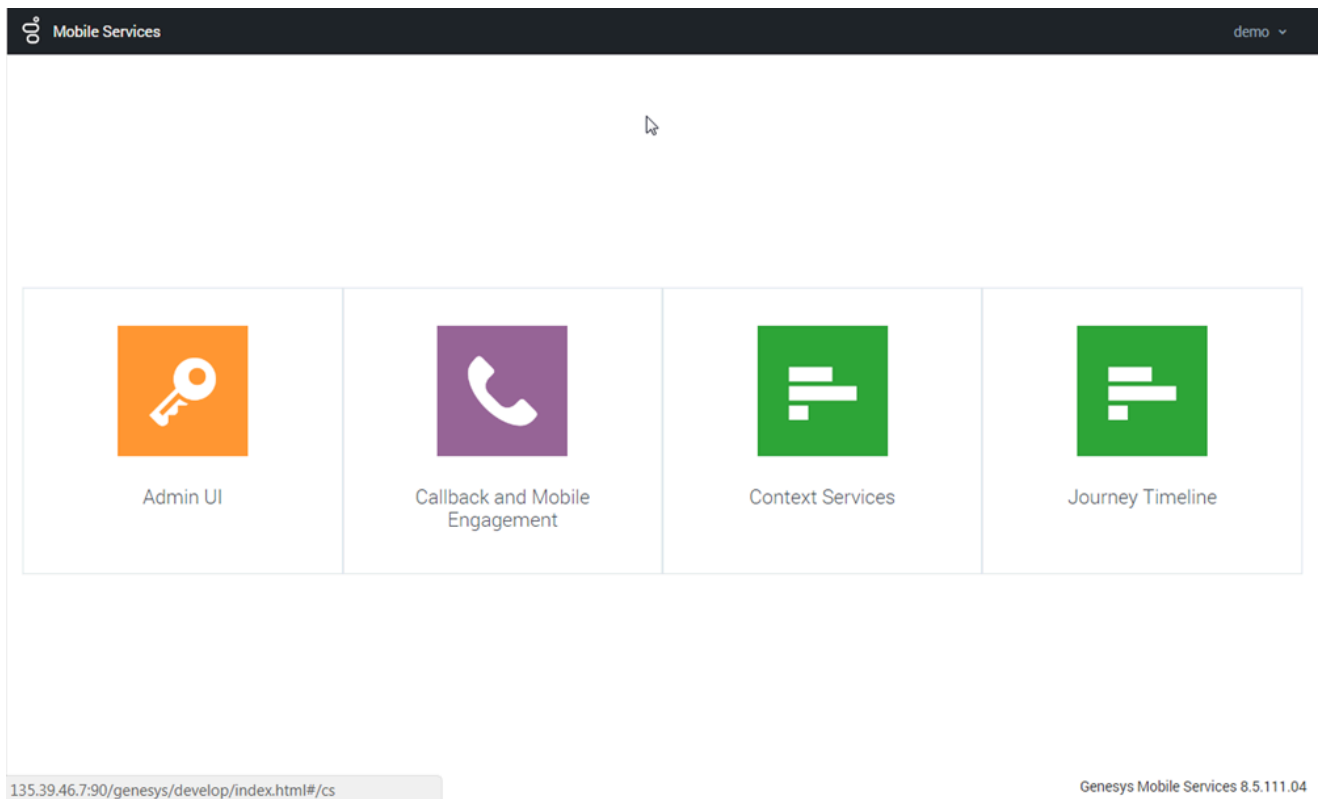 Mobile Services
demo
Admin UI
Callback and Mobile
Engagement
Context Services
Journey Timeline
135.39.46.7:90/genesys/develop/index.html#/cs
Genesys Mobile Services 8.5.111.04